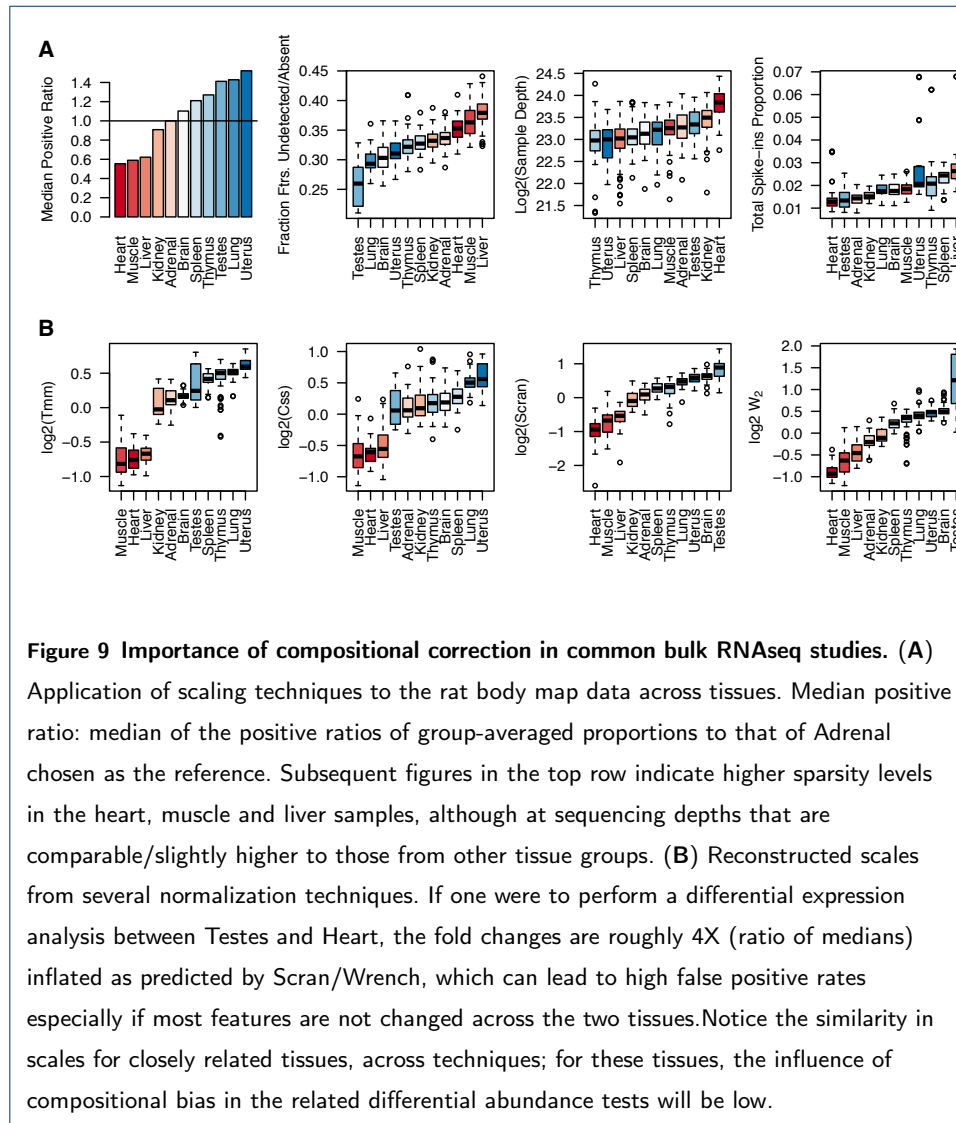 A
Median Positive Ratio
1.4
1.2
1.0
0.8
0.6
0.4
0.2
0.0
Heart
Muscle
Liver
Kidney
Adrenal
Brain
Spleen
Thymus
Testes
Lung
Uterus
Fraction Ftrs. Undetected/Absent
0.45
0.40
0.35
0.30
0.25
Testes
Lung
Brain
Uterus
Thymus
Spleen
Kidney
Adrenal
Heart
Muscle
Liver
Log2(Sample Depth)
24.5
24.0
23.5
23.0
22.5
22.0
21.5
Thymus
Uterus
Liver
Spleen
Brain
Lung
Muscle
Adrenal
Testes
Kidney
Heart
Total Spike−ins Proportion
0.07
0.06
0.05
0.04
0.03
0.02
0.01
Heart
Testes
Adrenal
Kidney
Lung
Brain
Muscle
Uterus
Thymus
Spleen
Liver
B
log2(Tmm)
0.5
0.0
−0.5
−1.0
Muscle
Heart
Liver
Kidney
Adrenal
Brain
Testes
Spleen
Thymus
Lung
Uterus
log2(Css)
1.0
0.5
0.0
−0.5
−1.0
Muscle
Heart
Liver
Testes
Adrenal
Kidney
Thymus
Brain
Spleen
Lung
Uterus
log2(Scran)
1
0
−1
−2
Heart
Muscle
Liver
Kidney
Adrenal
Spleen
Thymus
Lung
Uterus
Brain
Testes
log2 W2
2.0
1.5
1.0
0.5
0.0
−0.5
−1.0
Heart
Muscle
Liver
Adrenal
Kidney
Spleen
Thymus
Lung
Uterus
Brain
Testes
Figure 9 Importance of compositional correction in common bulk RNAseq studies. (A)
Application of scaling techniques to the rat body map data across tissues. Median positive
ratio: median of the positive ratios of group-averaged proportions to that of Adrenal
chosen as the reference. Subsequent figures in the top row indicate higher sparsity levels
in the heart, muscle and liver samples, although at sequencing depths that are
comparable/slightly higher to those from other tissue groups. (B) Reconstructed scales
from several normalization techniques. If one were to perform a differential expression
analysis between Testes and Heart, the fold changes are roughly 4X (ratio of medians)
inflated as predicted by Scran/Wrench, which can lead to high false positive rates
especially if most features are not changed across the two tissues.Notice the similarity in
scales for closely related tissues, across techniques; for these tissues, the influence of
compositional bias in the related differential abundance tests will be low.